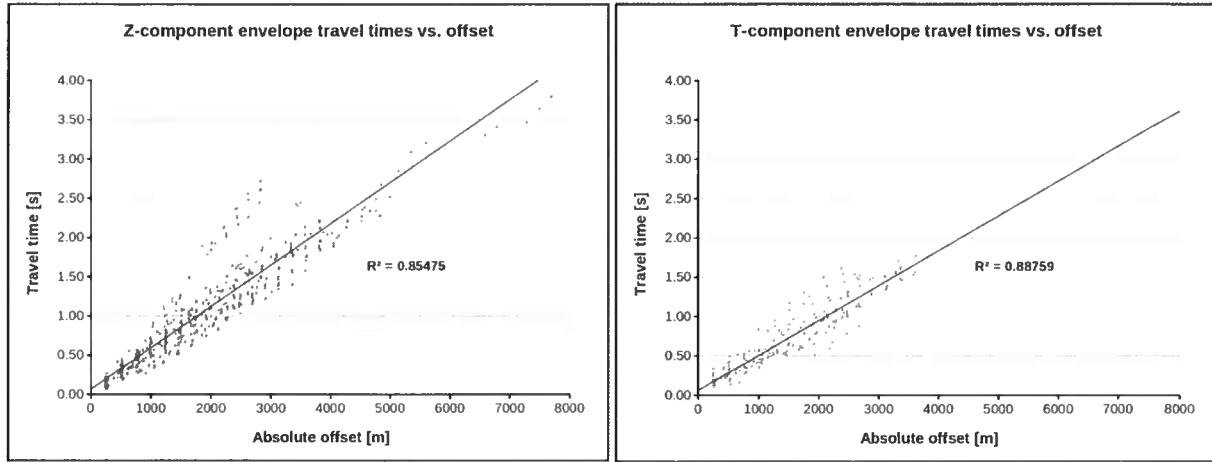 Z-component envelope travel times vs. offset
4.00
3.50
3.00
2.50
2.00
1.50
1.00
0.50
0.00
Travel time [s]
R² = 0.85475
0 1000 2000 3000 4000 5000 6000 7000 8000
Absolute offset [m]
T-component envelope travel times vs. offset
4.00
3.50
3.00
2.50
2.00
1.50
1.00
0.50
0.00
Travel time [s]
R² = 0.88759
0 1000 2000 3000 4000 5000 6000 7000 8000
Absolute offset [m]